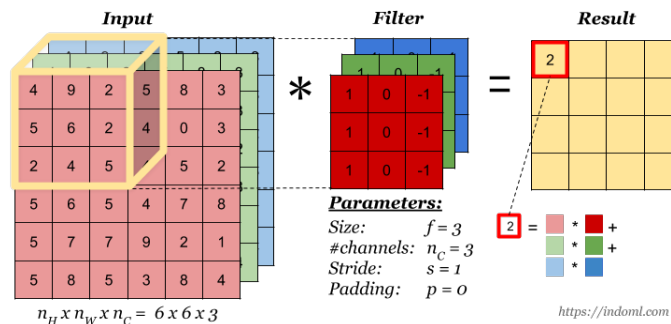 Input
Filter
Result
4 9 2 5 8 3
5 6 2 4 0 3
2 4 5 4 5 2
5 6 5 4 7 8
5 7 7 9 2 1
5 8 5 3 8 4
*
1 0 -1
1 0 -1
1 0 -1
=
2
n_H x n_W x n_C = 6 x 6 x 3
Parameters:
Size: f = 3
#channels: n_C = 3
Stride: s = 1
Padding: p = 0
2 = * +
* +
*
https://indoml.com